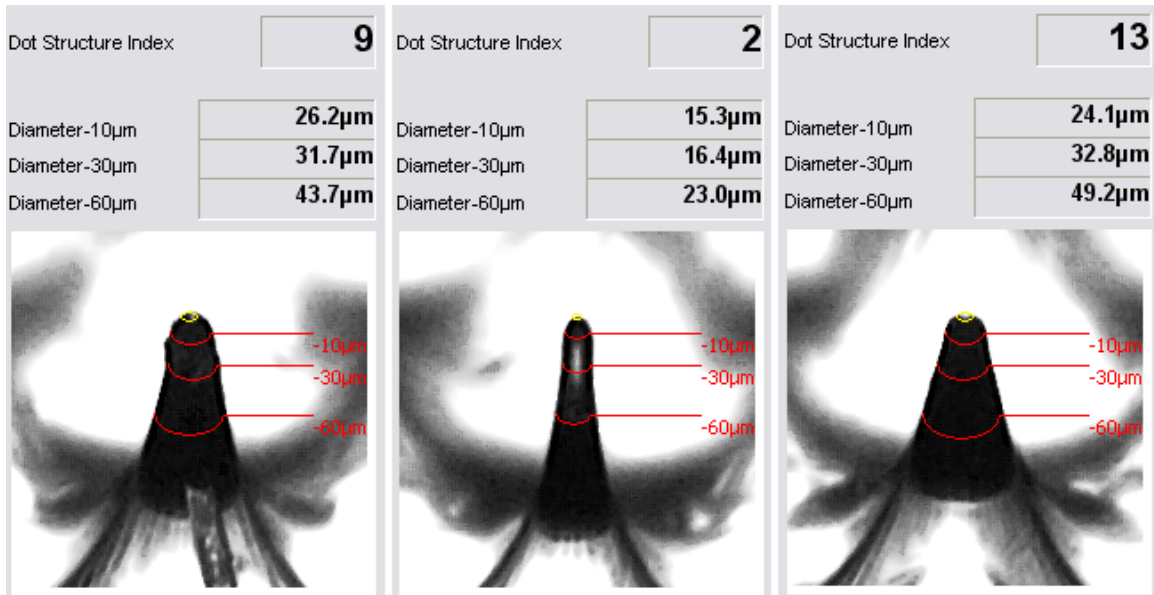 Dot Structure Index 9
Diameter-10µm 26.2µm
Diameter-30µm 31.7µm
Diameter-60µm 43.7µm
-10µm
-30µm
-60µm
Dot Structure Index 2
Diameter-10µm 15.3µm
Diameter-30µm 16.4µm
Diameter-60µm 23.0µm
-10µm
-30µm
-60µm
Dot Structure Index 13
Diameter-10µm 24.1µm
Diameter-30µm 32.8µm
Diameter-60µm 49.2µm
-10µm
-30µm
-60µm